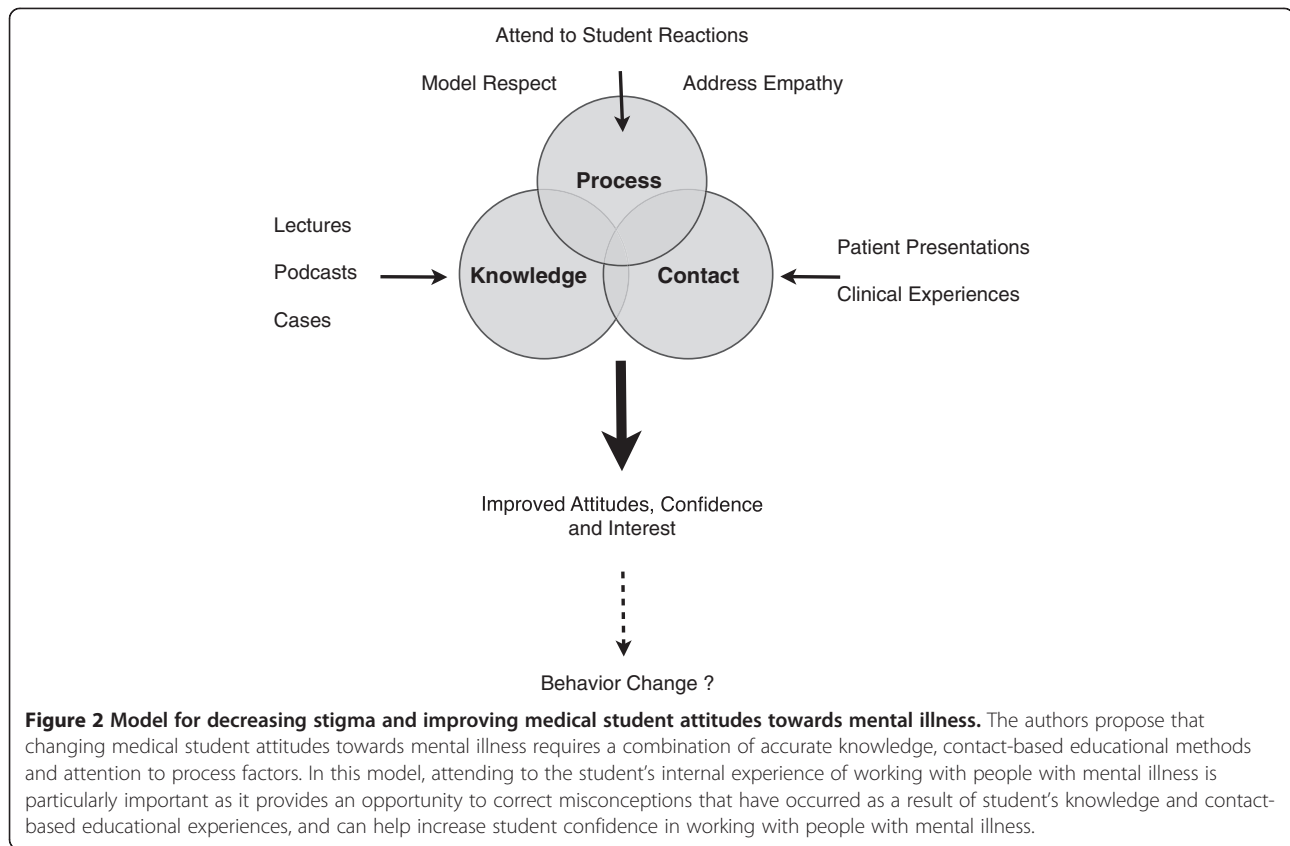 Attend to Student Reactions
Model Respect
Address Empathy
Process
Lectures
Podcasts
Cases
Knowledge
Contact
Patient Presentations
Clinical Experiences
Improved Attitudes, Confidence
and Interest
Behavior Change ?
Figure 2 Model for decreasing stigma and improving medical student attitudes towards mental illness. The authors propose that
changing medical student attitudes towards mental illness requires a combination of accurate knowledge, contact-based educational methods
and attention to process factors. In this model, attending to the student's internal experience of working with people with mental illness is
particularly important as it provides an opportunity to correct misconceptions that have occurred as a result of student's knowledge and contact-
based educational experiences, and can help increase student confidence in working with people with mental illness.